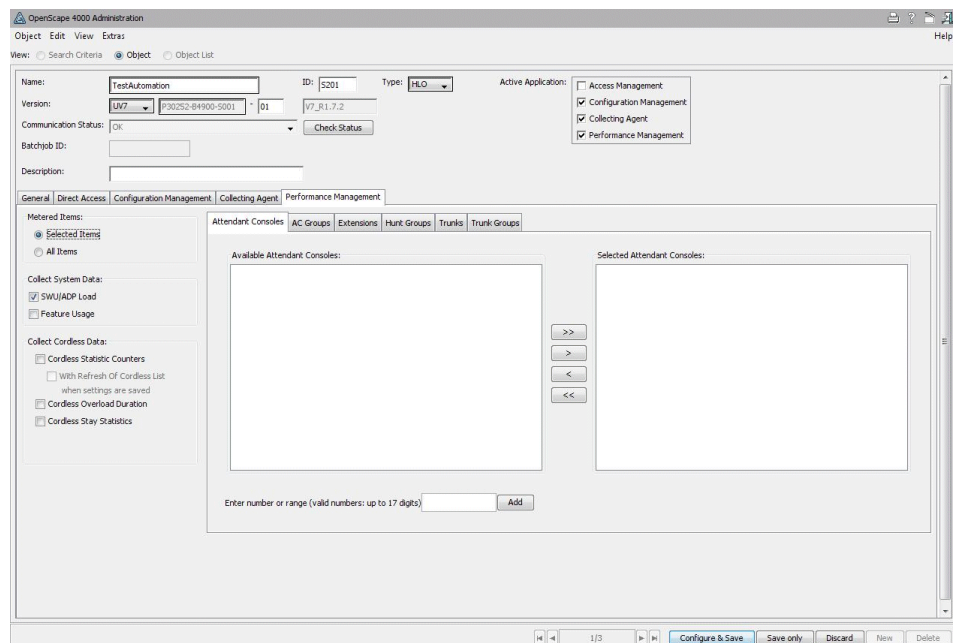 OpenScape 4000 Administration
Object Edit View Extras Help
View: Search Criteria Object Object List
Name: TestAutomation ID: S201 Type: HLO Active Application: Access Management
Configuration Management
Collecting Agent
Performance Management
Version: UV7 P30252-B4900-S001 - 01 V7_R1.7.2
Communication Status: OK Check Status
Batchjob ID:
Description:
General Direct Access Configuration Management Collecting Agent Performance Management
Metered Items:
Selected Items
All Items
Collect System Data:
SWU/ADP Load
Feature Usage
Collect Cordless Data:
Cordless Statistic Counters
With Refresh Of Cordless List
when settings are saved
Cordless Overload Duration
Cordless Stay Statistics
Attendant Consoles AC Groups Extensions Hunt Groups Trunks Trunk Groups
Available Attendant Consoles: Selected Attendant Consoles:
>>
>
<
<<
Enter number or range (valid numbers: up to 17 digits) Add
1/3 Configure & Save Save only Discard New Delete